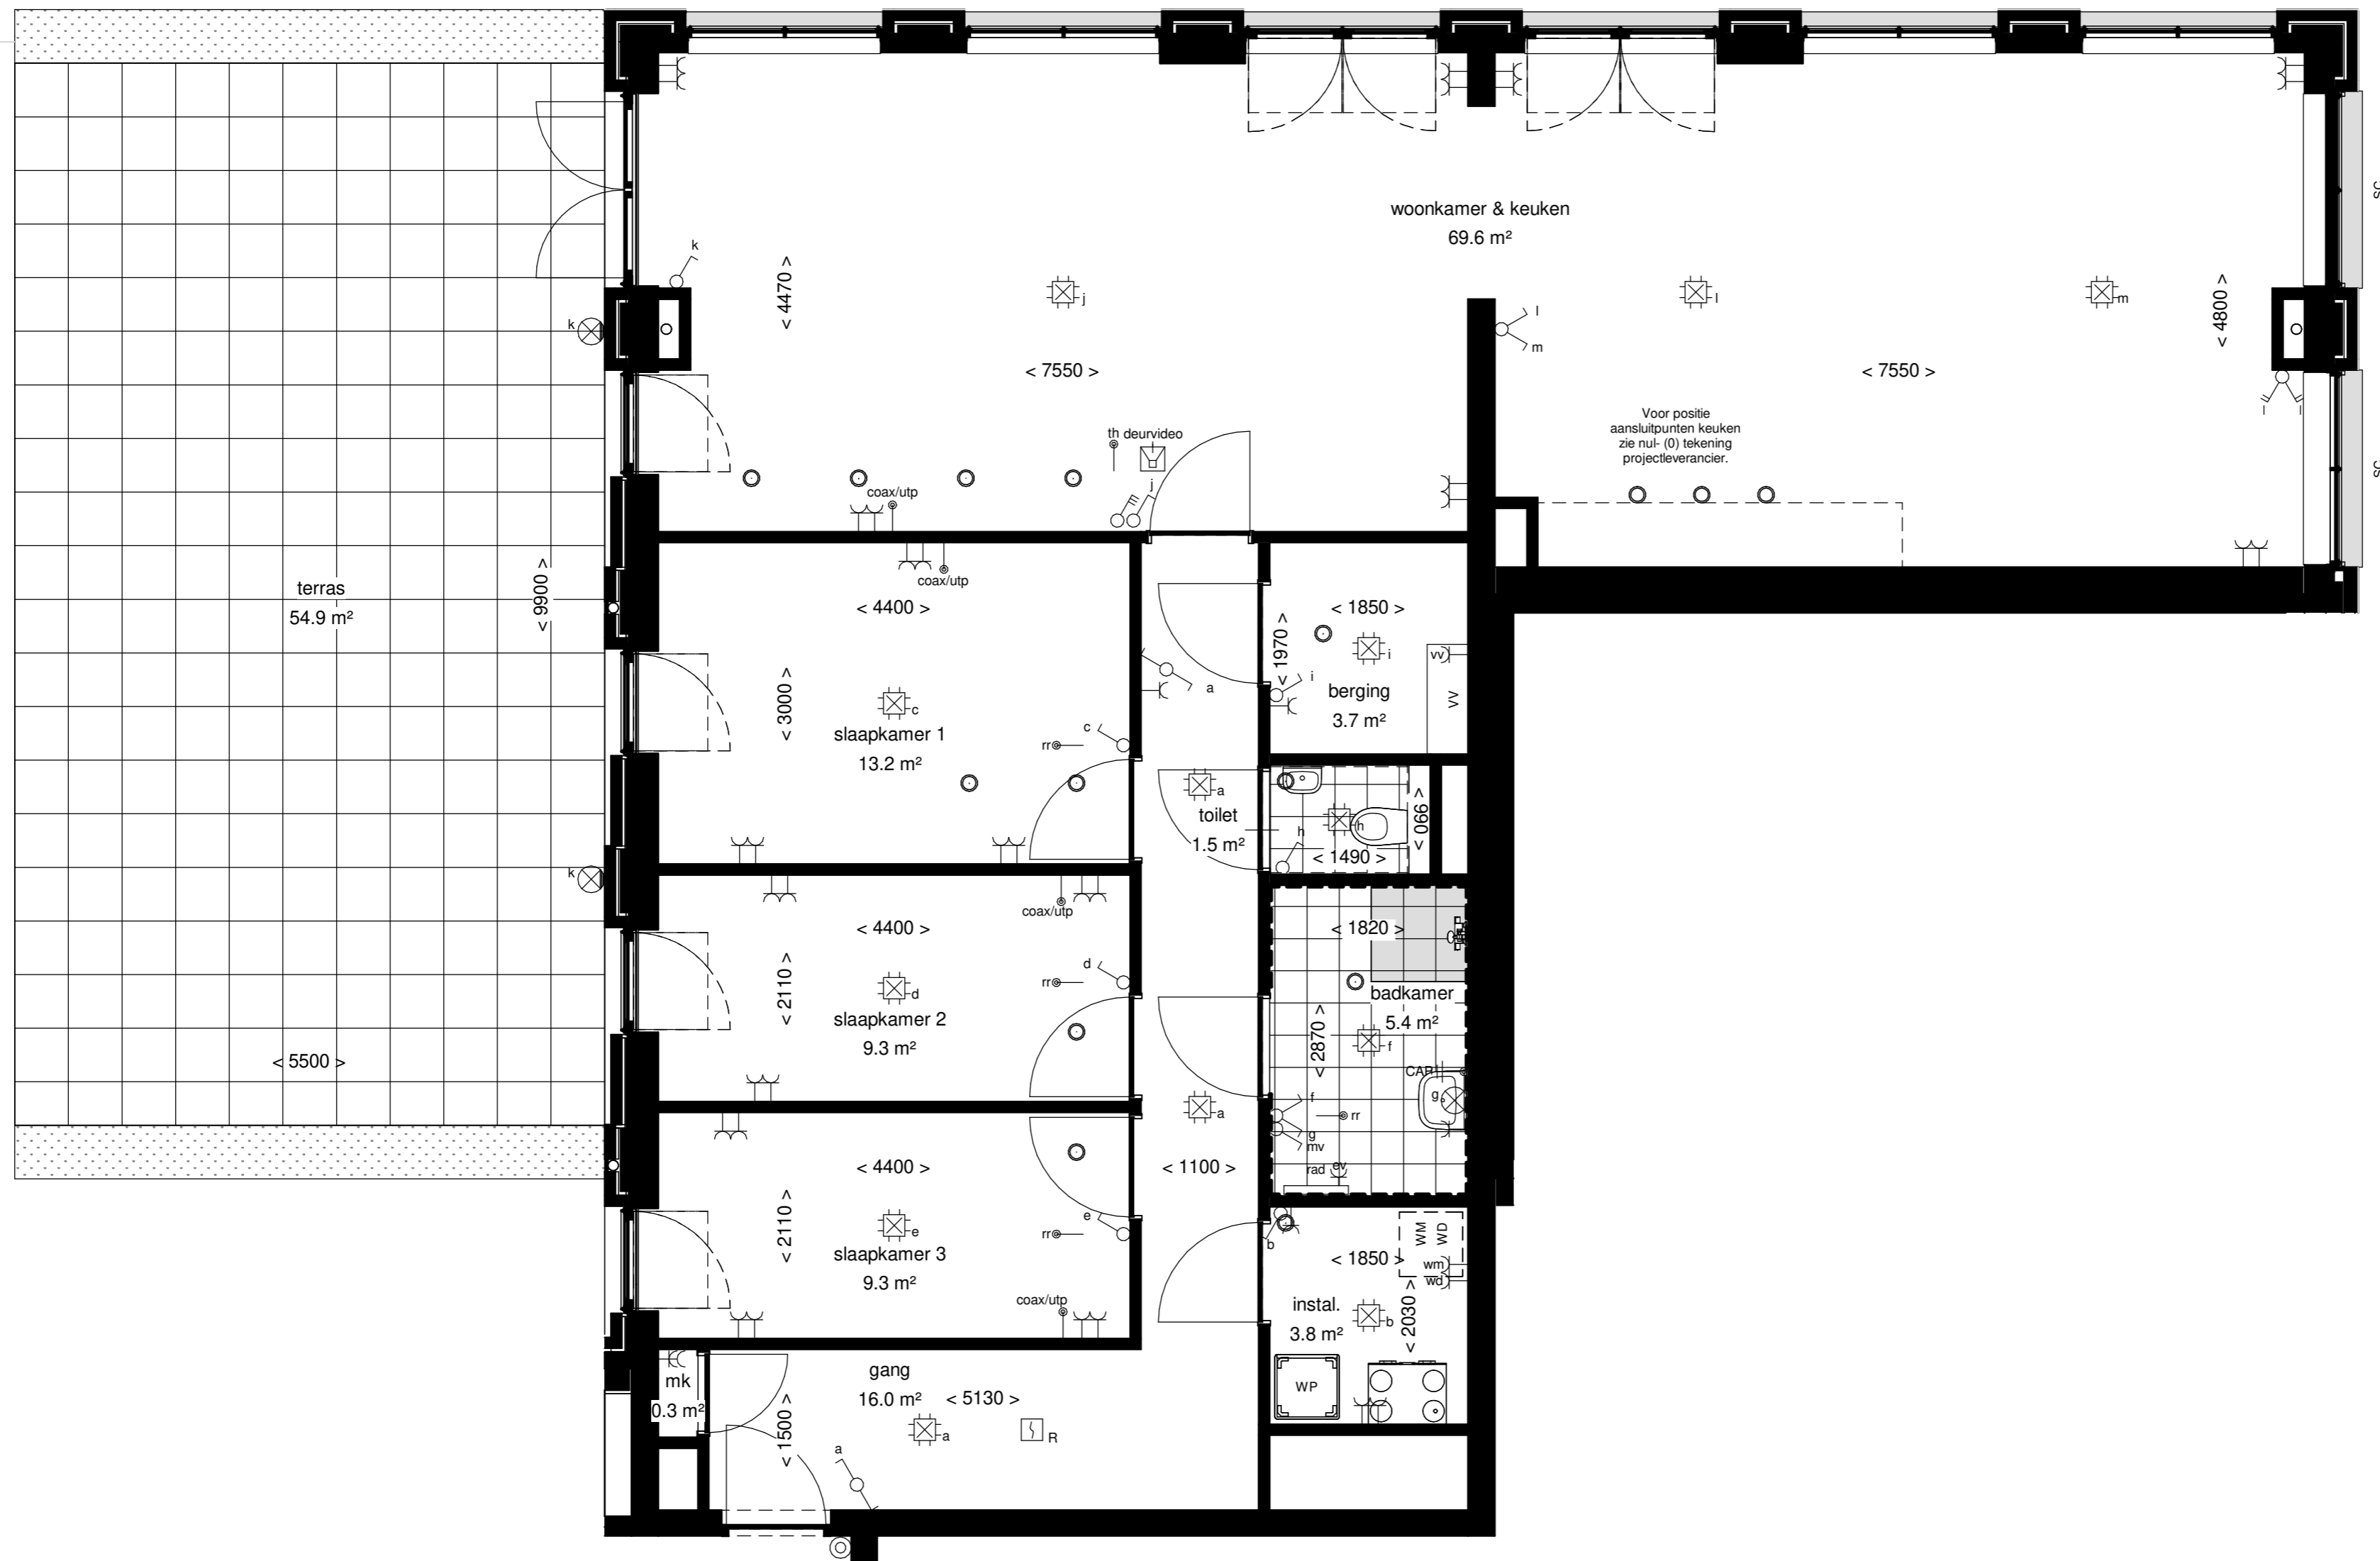 woonkamer & keuken
69.6 m²
k
< 4470 >
j
l
m
< 4800 >
k
l
m
< 7550 >
< 7550 >
l
l
Voor positie
aansluitpunten keuken
zie nul- (0) tekening
projectleverancier.
th deurvideo
j
coax/utp
coax/utp
terras
54.9 m²
< 9900 >
< 4400 >
< 1850 >
< 1970 >
i
vv
VV
a
i
berging
3.7 m²
< 3000 >
c
slaapkamer 1
13.2 m²
c
rr
a
toilet
1.5 m²
h
h
< 990 >
< 1490 >
k
coax/utp
< 4400 >
< 1820 >
d
rr
< 2110 >
d
slaapkamer 2
9.3 m²
badkamer
5.4 m²
f
< 2870 >
< 5500 >
CAP
g
a
f
rr
g
mv
rad
ev
< 4400 >
< 1100 >
< 2110 >
e
slaapkamer 3
9.3 m²
e
rr
b
WM
WD
< 1850 >
wm
wd
coax/utp
instal.
3.8 m²
b
< 2030 >
gang
16.0 m²
< 5130 >
mk
0.3 m²
WP
< 1500 >
a
R
a